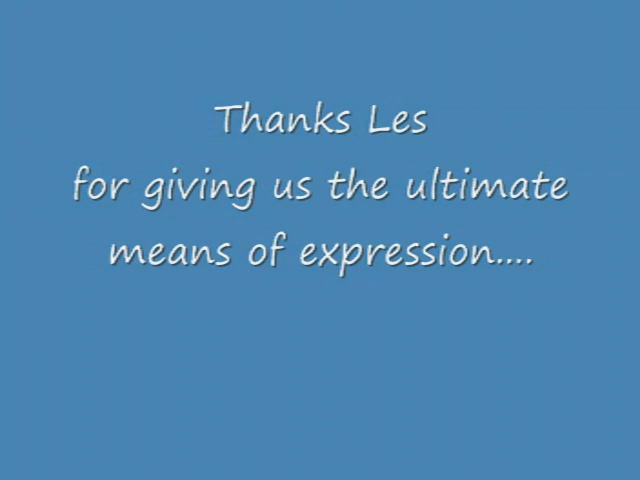 Thanks Les
for giving us the ultimate
means of expression....